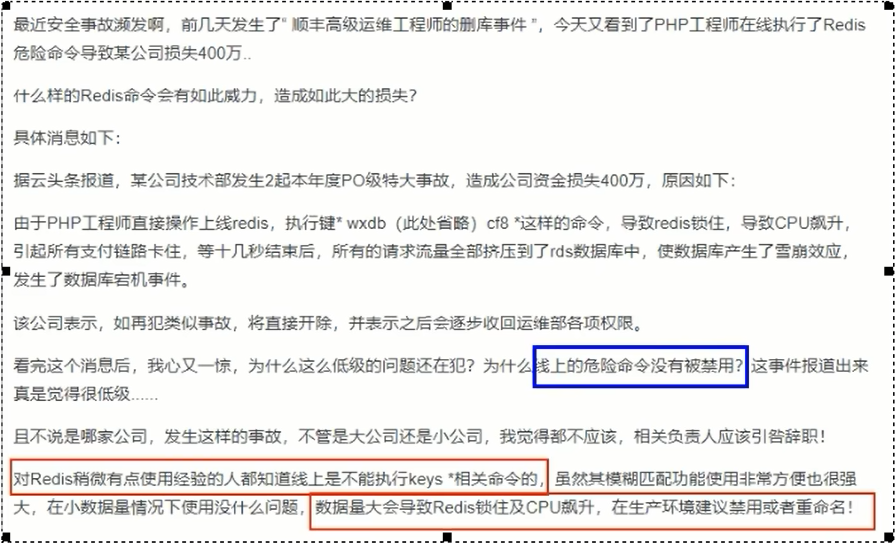 最近安全事故濒发啊，前几天发生了" 顺丰高级运维工程师的删库事件 "，今天又看到了PHP工程师在线执行了Redis
危险命令导致某公司损失400万..
什么样的Redis命令会有如此威力，造成如此大的损失？
具体消息如下：
据云头条报道，某公司技术部发生2起本年度PO级特大事故，造成公司资金损失400万，原因如下：
由于PHP工程师直接操作上线redis，执行键* wxdb（此处省略）cf8 *这样的命令，导致redis锁住，导致CPU飙升，
引起所有支付链路卡住，等十几秒结束后，所有的请求流量全部挤压到了rds数据库中，使数据库产生了雪崩效应，
发生了数据库宕机事件。
该公司表示，如再犯类似事故，将直接开除，并表示之后会逐步收回运维部各项权限。
看完这个消息后，我心又一惊，为什么这么低级的问题还在犯？为什么线上的危险命令没有被禁用？这事件报道出来
真是觉得很低级......
且不说是哪家公司，发生这样的事故，不管是大公司还是小公司，我觉得都不应该，相关负责人应该引咎辞职！
对Redis稍微有点使用经验的人都知道线上是不能执行keys *相关命令的，虽然其模糊匹配功能使用非常方便也很强
大，在小数据量情况下使用没什么问题，数据量大会导致Redis锁住及CPU飙升，在生产环境建议禁用或者重命名！